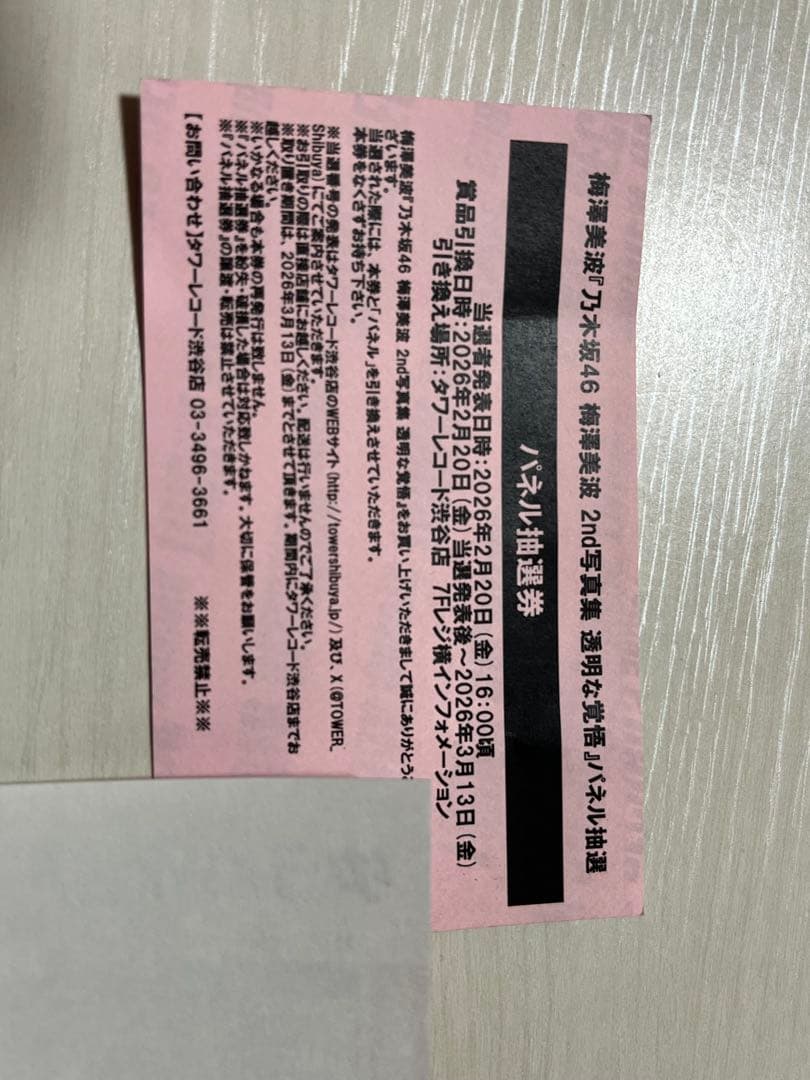 梅澤美波『乃木坂46 梅澤美波 2nd写真集 透明な覚悟』パネル抽選
パネル抽選券
当選者発表日時:2026年2月20日(金)16:00頃
賞品引換日時:2026年2月20日(金)当選発表後~2026年3月13日(金)
引き換え場所:タワーレコード渋谷店 7Fレジ横インフォメーション
梅澤美波『乃木坂46 梅澤美波 2nd写真集 透明な覚悟』をお買い上げいただきまして誠にありがとうご
ざいます。
当選された際には、本券と「パネル」を引き換えさせていただきます。
本券をなくさずお持ち下さい。
※当選番号の発表はタワーレコード渋谷店のWEBサイト(http://towershibuya.jp/)及び、X(@TOWER_
Shibuya)にてご案内させていただきます。
※お引取りの際は直接店舗にお越しください。配送は行いませんのでご了承ください。
※取り置き期間は、2026年3月13日(金)までとさせて頂きます。期間内にタワーレコード渋谷店までお
越しください。
※いかなる場合も本券の再発行は致しません。
※『パネル抽選券』を紛失・破損した場合は対応致しかねます。大切に保管をお願いします。
※『パネル抽選券』の譲渡・転売は禁止させていただきます。
【お問い合わせ】タワーレコード渋谷店 03-3496-3661 ※※転売禁止※※